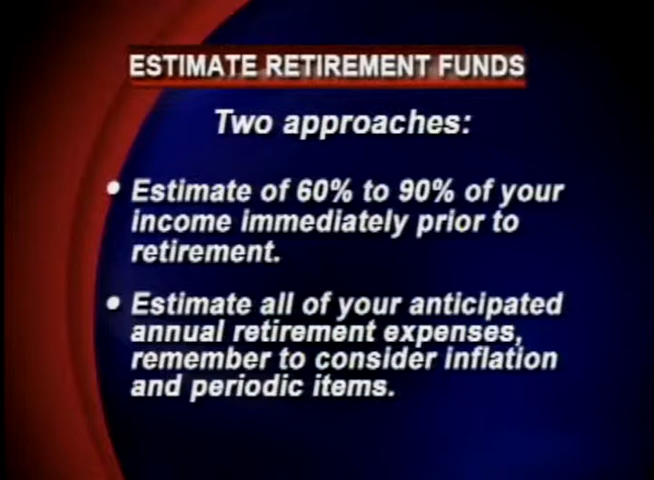 ESTIMATE RETIREMENT FUNDS
Two approaches:
• Estimate of 60% to 90% of your
income immediately prior to
retirement.
• Estimate all of your anticipated
annual retirement expenses,
remember to consider inflation
and periodic items.